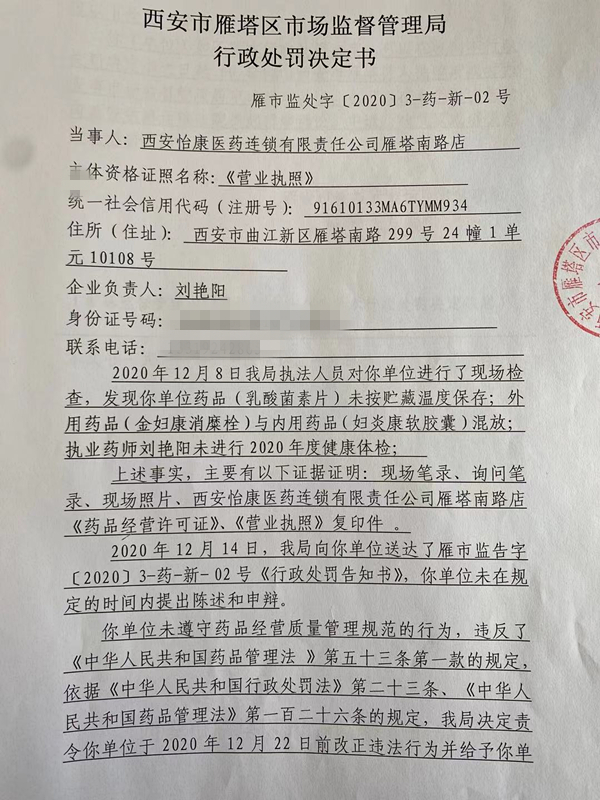 西安市雁塔区市场监督管理局
行政处罚决定书
雁市监处字〔2020〕3-药-新-02号
当事人：西安怡康医药连锁有限责任公司雁塔南路店
主体资格证照名称：《营业执照》
统一社会信用代码（注册号）：91610133MA6TYMM934
住所（住址）：西安市曲江新区雁塔南路299号24幢1单
元10108号
企业负责人：刘艳阳
身份证号码：
联系电话：
2020年12月8日我局执法人员对你单位进行了现场检
查，发现你单位药品（乳酸菌素片）未按贮藏温度保存；外
用药品（金妇康消糜栓）与内用药品（妇炎康软胶囊）混放；
执业药师刘艳阳未进行2020年度健康体检；
上述事实，主要有以下证据证明：现场笔录、询问笔
录、现场照片、西安怡康医药连锁有限责任公司雁塔南路店
《药品经营许可证》、《营业执照》复印件 。
2020年12月14日，我局向你单位送达了雁市监告字
〔2020〕3-药-新-02号《行政处罚告知书》，你单位未在规
定的时间内提出陈述和申辩。
你单位未遵守药品经营质量管理规范的行为，违反了
《中华人民共和国药品管理法 》第五十三条第一款的规定，
依据《中华人民共和国行政处罚法》第二十三条、《中华人
民共和国药品管理法》第一百二十六条的规定，我局决定责
令你单位于2020年12月22日前改正违法行为并给予你单
安市雁塔区市